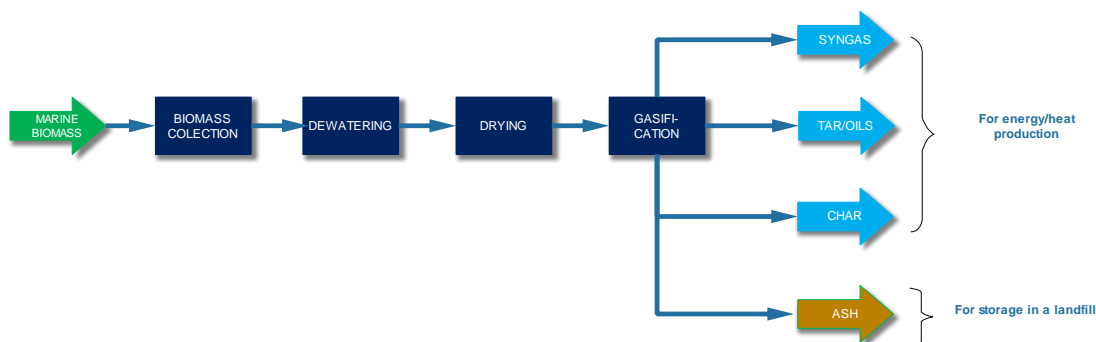 SYNGAS
MARINE
BIOMASS
BIOMASS
COLECTION
DEWATERING
DRYING
GASIFI-
CATION
TAR/OILS
For energy/heat
production
CHAR
ASH
For storage in a landfill